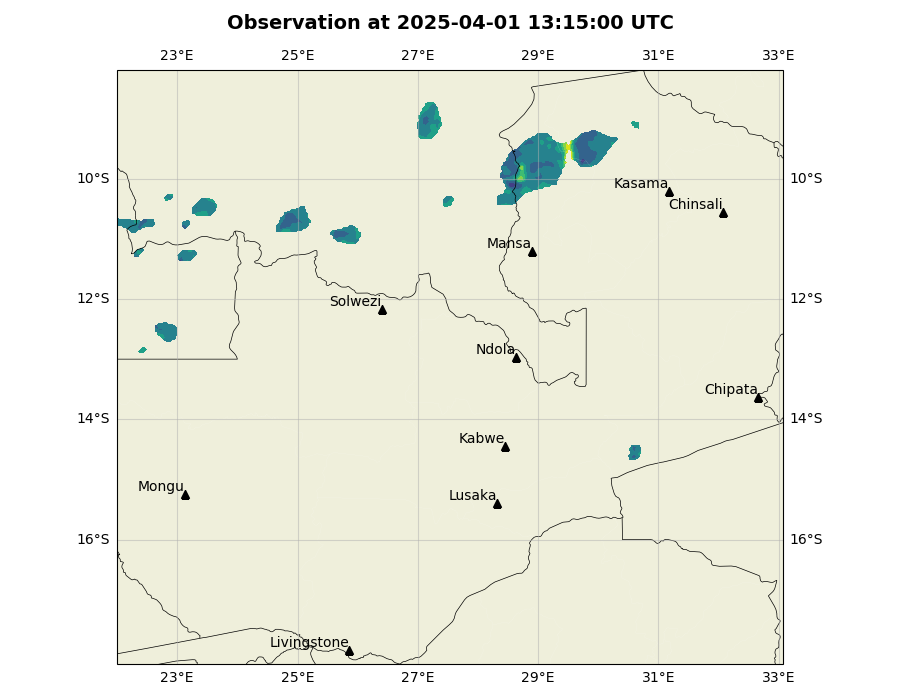 Observation at 2025-04-01 13:15:00 UTC
23°E 25°E 27°E 29°E 31°E 33°E
10°S 10°S
Kasama
Chinsali
Mansa
12°S 12°S
Solwezi
Ndola
Chipata
14°S 14°S
Kabwe
Mongu
Lusaka
16°S 16°S
Livingstone
23°E 25°E 27°E 29°E 31°E 33°E